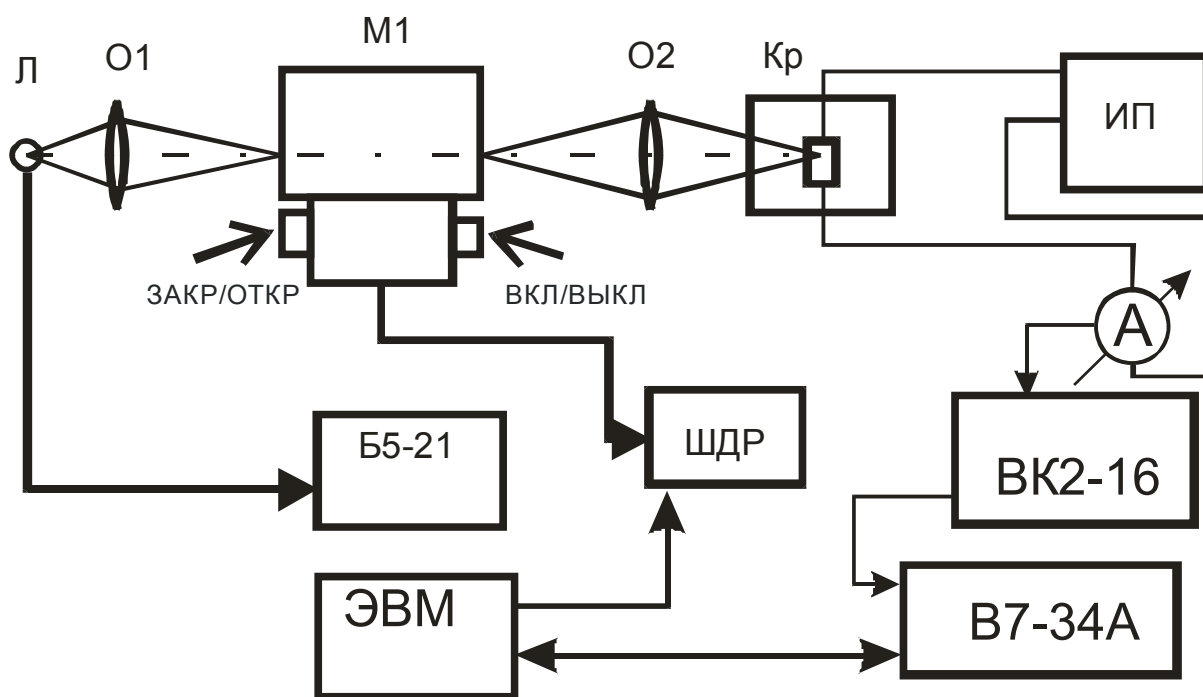 Л
О1
М1
О2
Кр
ИП
ЗАКР/ОТКР
ВКЛ/ВЫКЛ
А
Б5-21
ШДР
ВК2-16
ЭВМ
В7-34А